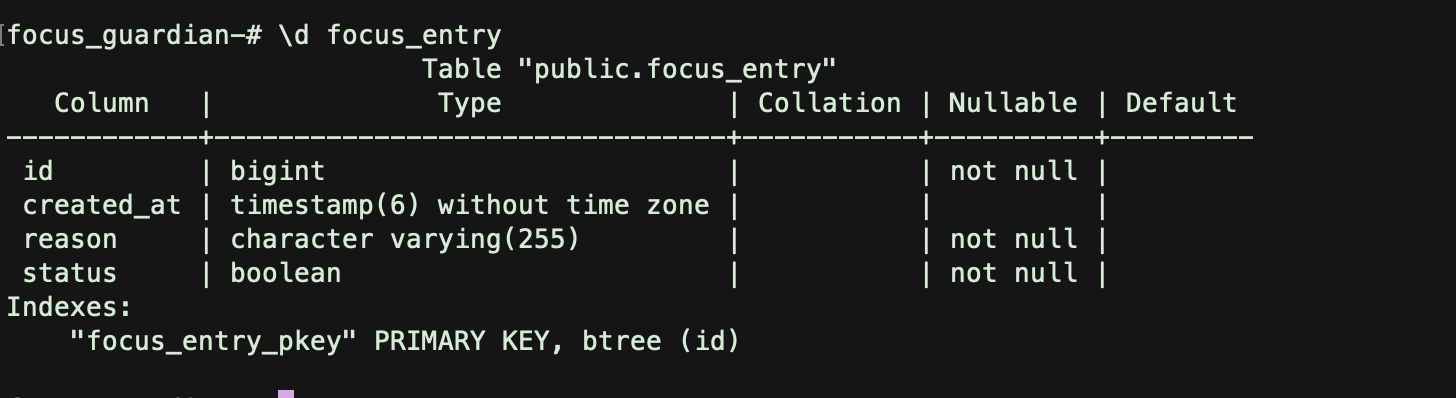 focus_guardian-# \d focus_entry
                          Table "public.focus_entry"
   Column   |              Type              | Collation | Nullable | Default
------------+--------------------------------+-----------+----------+---------
 id         | bigint                         |           | not null |
 created_at | timestamp(6) without time zone |           |          |
 reason     | character varying(255)         |           | not null |
 status     | boolean                        |           | not null |
Indexes:
    "focus_entry_pkey" PRIMARY KEY, btree (id)